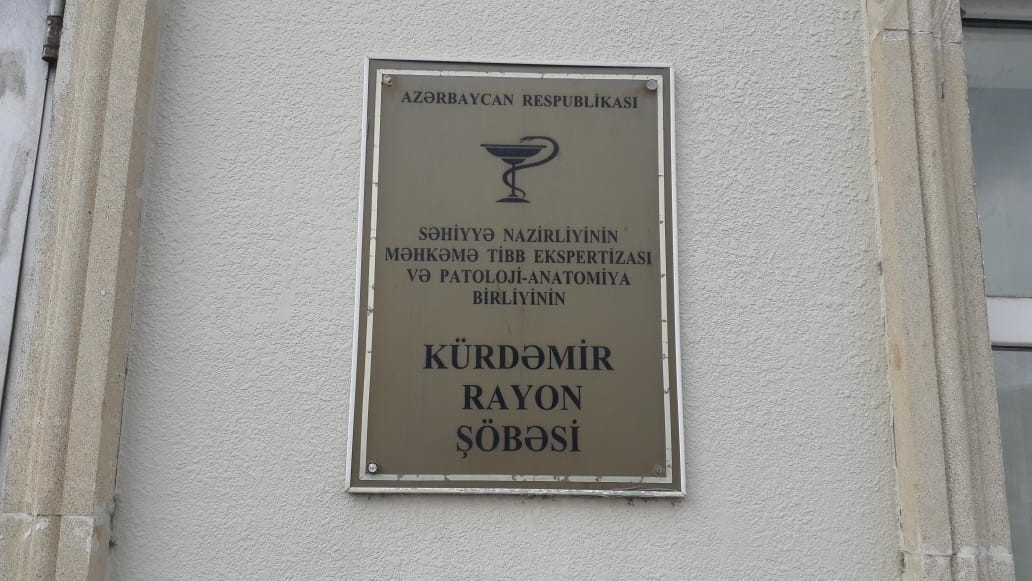 AZƏRBAYCAN RESPUBLİKASI
SƏHİYYƏ NAZİRLİYİNİN
MƏHKƏMƏ TİBB EKSPERTİZASI
VƏ PATOLOJİ-ANATOMİYA
BİRLİYİNİN
KÜRDƏMİR
RAYON
ŞÖBƏSİ